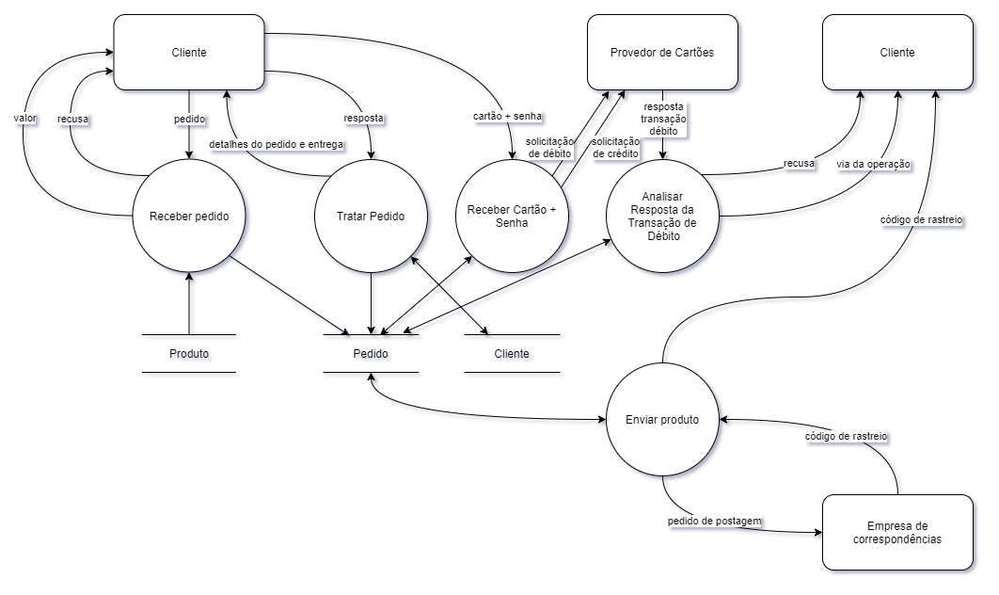 Cliente
Provedor de Cartões
Cliente
valor
recusa
pedido
resposta
detalhes do pedido e entrega
cartão + senha
solicitação
de débito
solicitação
de crédito
resposta
transação
débito
recusa
via da operação
código de rastreio
Receber pedido
Tratar Pedido
Receber Cartão +
Senha
Analisar
Resposta da
Transação de
Débito
Produto
Pedido
Cliente
Enviar produto
código de rastreio
pedido de postagem
Empresa de
correspondências